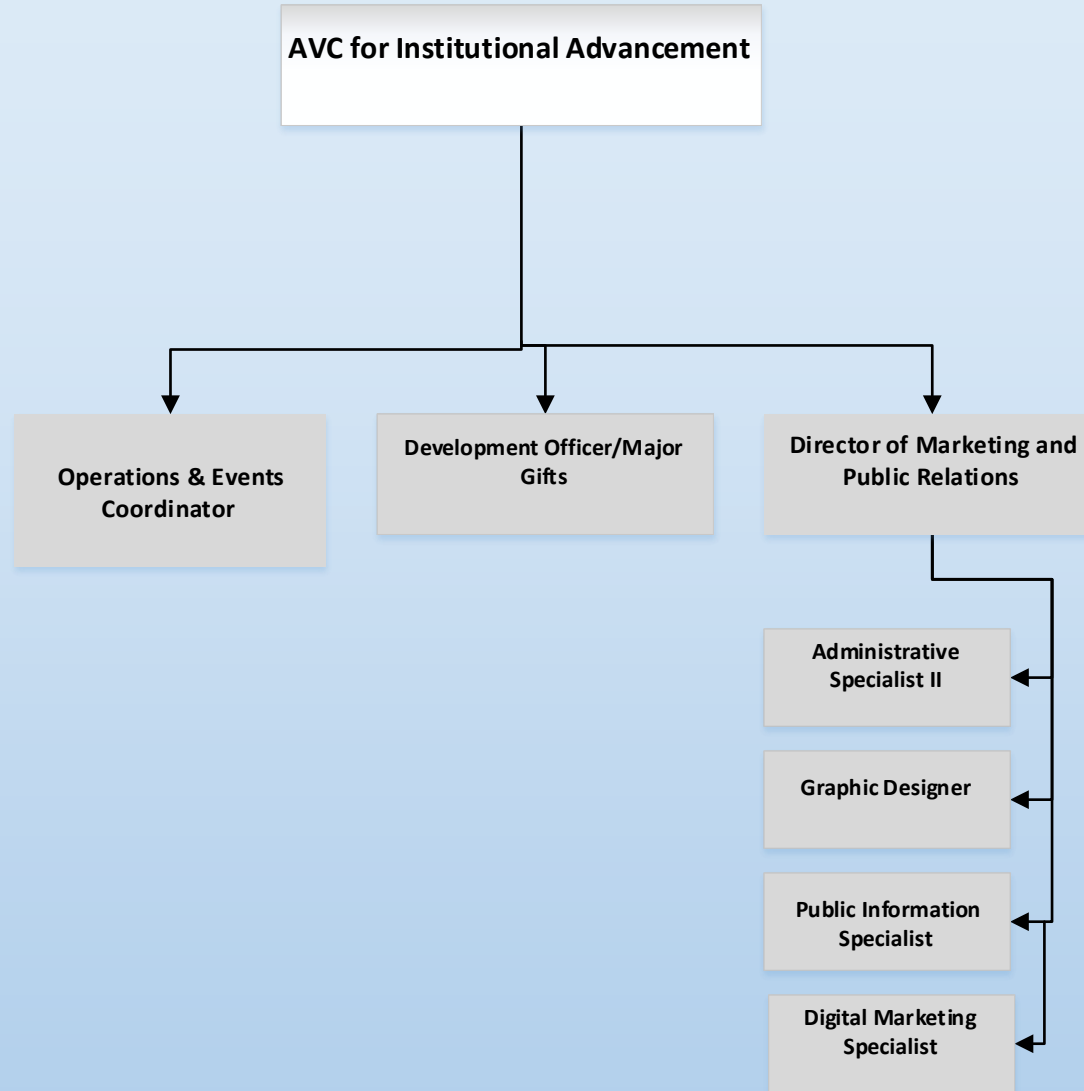 AVC for Institutional Advancement
Operations & Events
Coordinator
Development Officer/Major
Gifts
Director of Marketing and
Public Relations
Administrative
Specialist II
Graphic Designer
Public Information
Specialist
Digital Marketing
Specialist